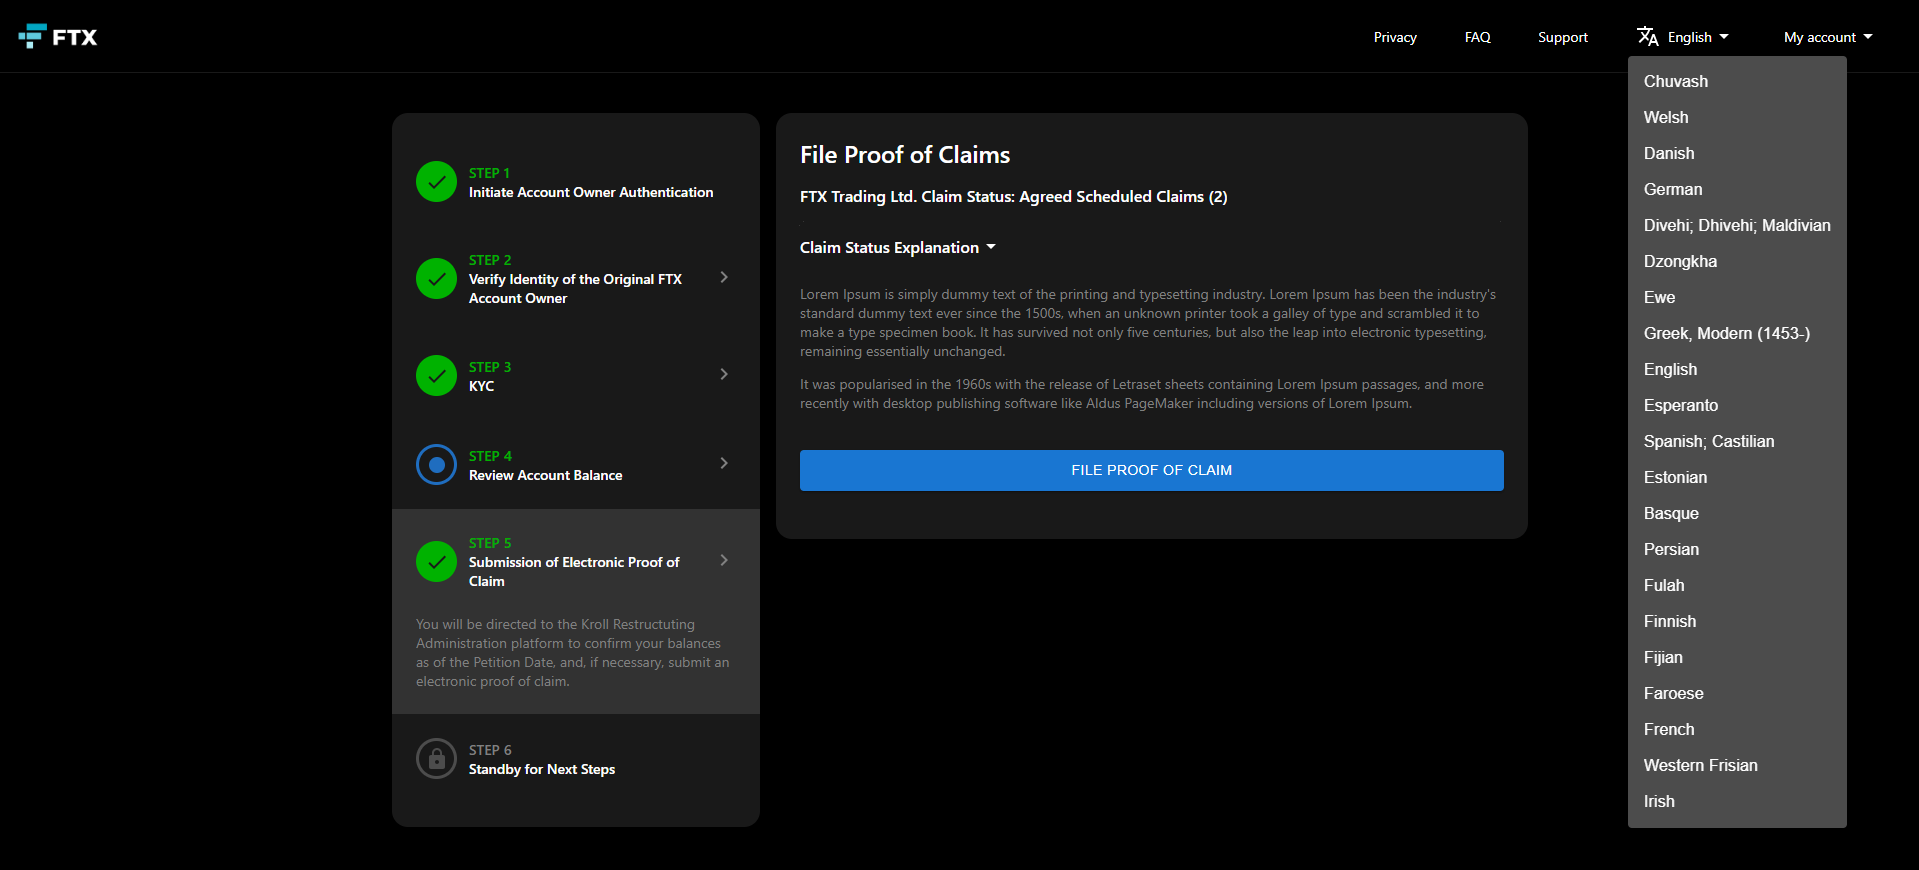 FTX
Privacy
FAQ
Support
English
My account
STEP 1
Initiate Account Owner Authentication
STEP 2
Verify Identity of the Original FTX
Account Owner
STEP 3
KYC
STEP 4
Review Account Balance
STEP 5
Submission of Electronic Proof of
Claim
You will be directed to the Kroll Restructuting
Administration platform to confirm your balances
as of the Petition Date, and, if necessary, submit an
electronic proof of claim.
STEP 6
Standby for Next Steps
File Proof of Claims
FTX Trading Ltd. Claim Status: Agreed Scheduled Claims (2)
Claim Status Explanation
Lorem Ipsum is simply dummy text of the printing and typesetting industry. Lorem Ipsum has been the industry's
standard dummy text ever since the 1500s, when an unknown printer took a galley of type and scrambled it to
make a type specimen book. It has survived not only five centuries, but also the leap into electronic typesetting,
remaining essentially unchanged.
It was popularised in the 1960s with the release of Letraset sheets containing Lorem Ipsum passages, and more
recently with desktop publishing software like Aldus PageMaker including versions of Lorem Ipsum.
FILE PROOF OF CLAIM
Chuvash
Welsh
Danish
German
Divehi; Dhivehi; Maldivian
Dzongkha
Ewe
Greek, Modern (1453-)
English
Esperanto
Spanish; Castilian
Estonian
Basque
Persian
Fulah
Finnish
Fijian
Faroese
French
Western Frisian
Irish